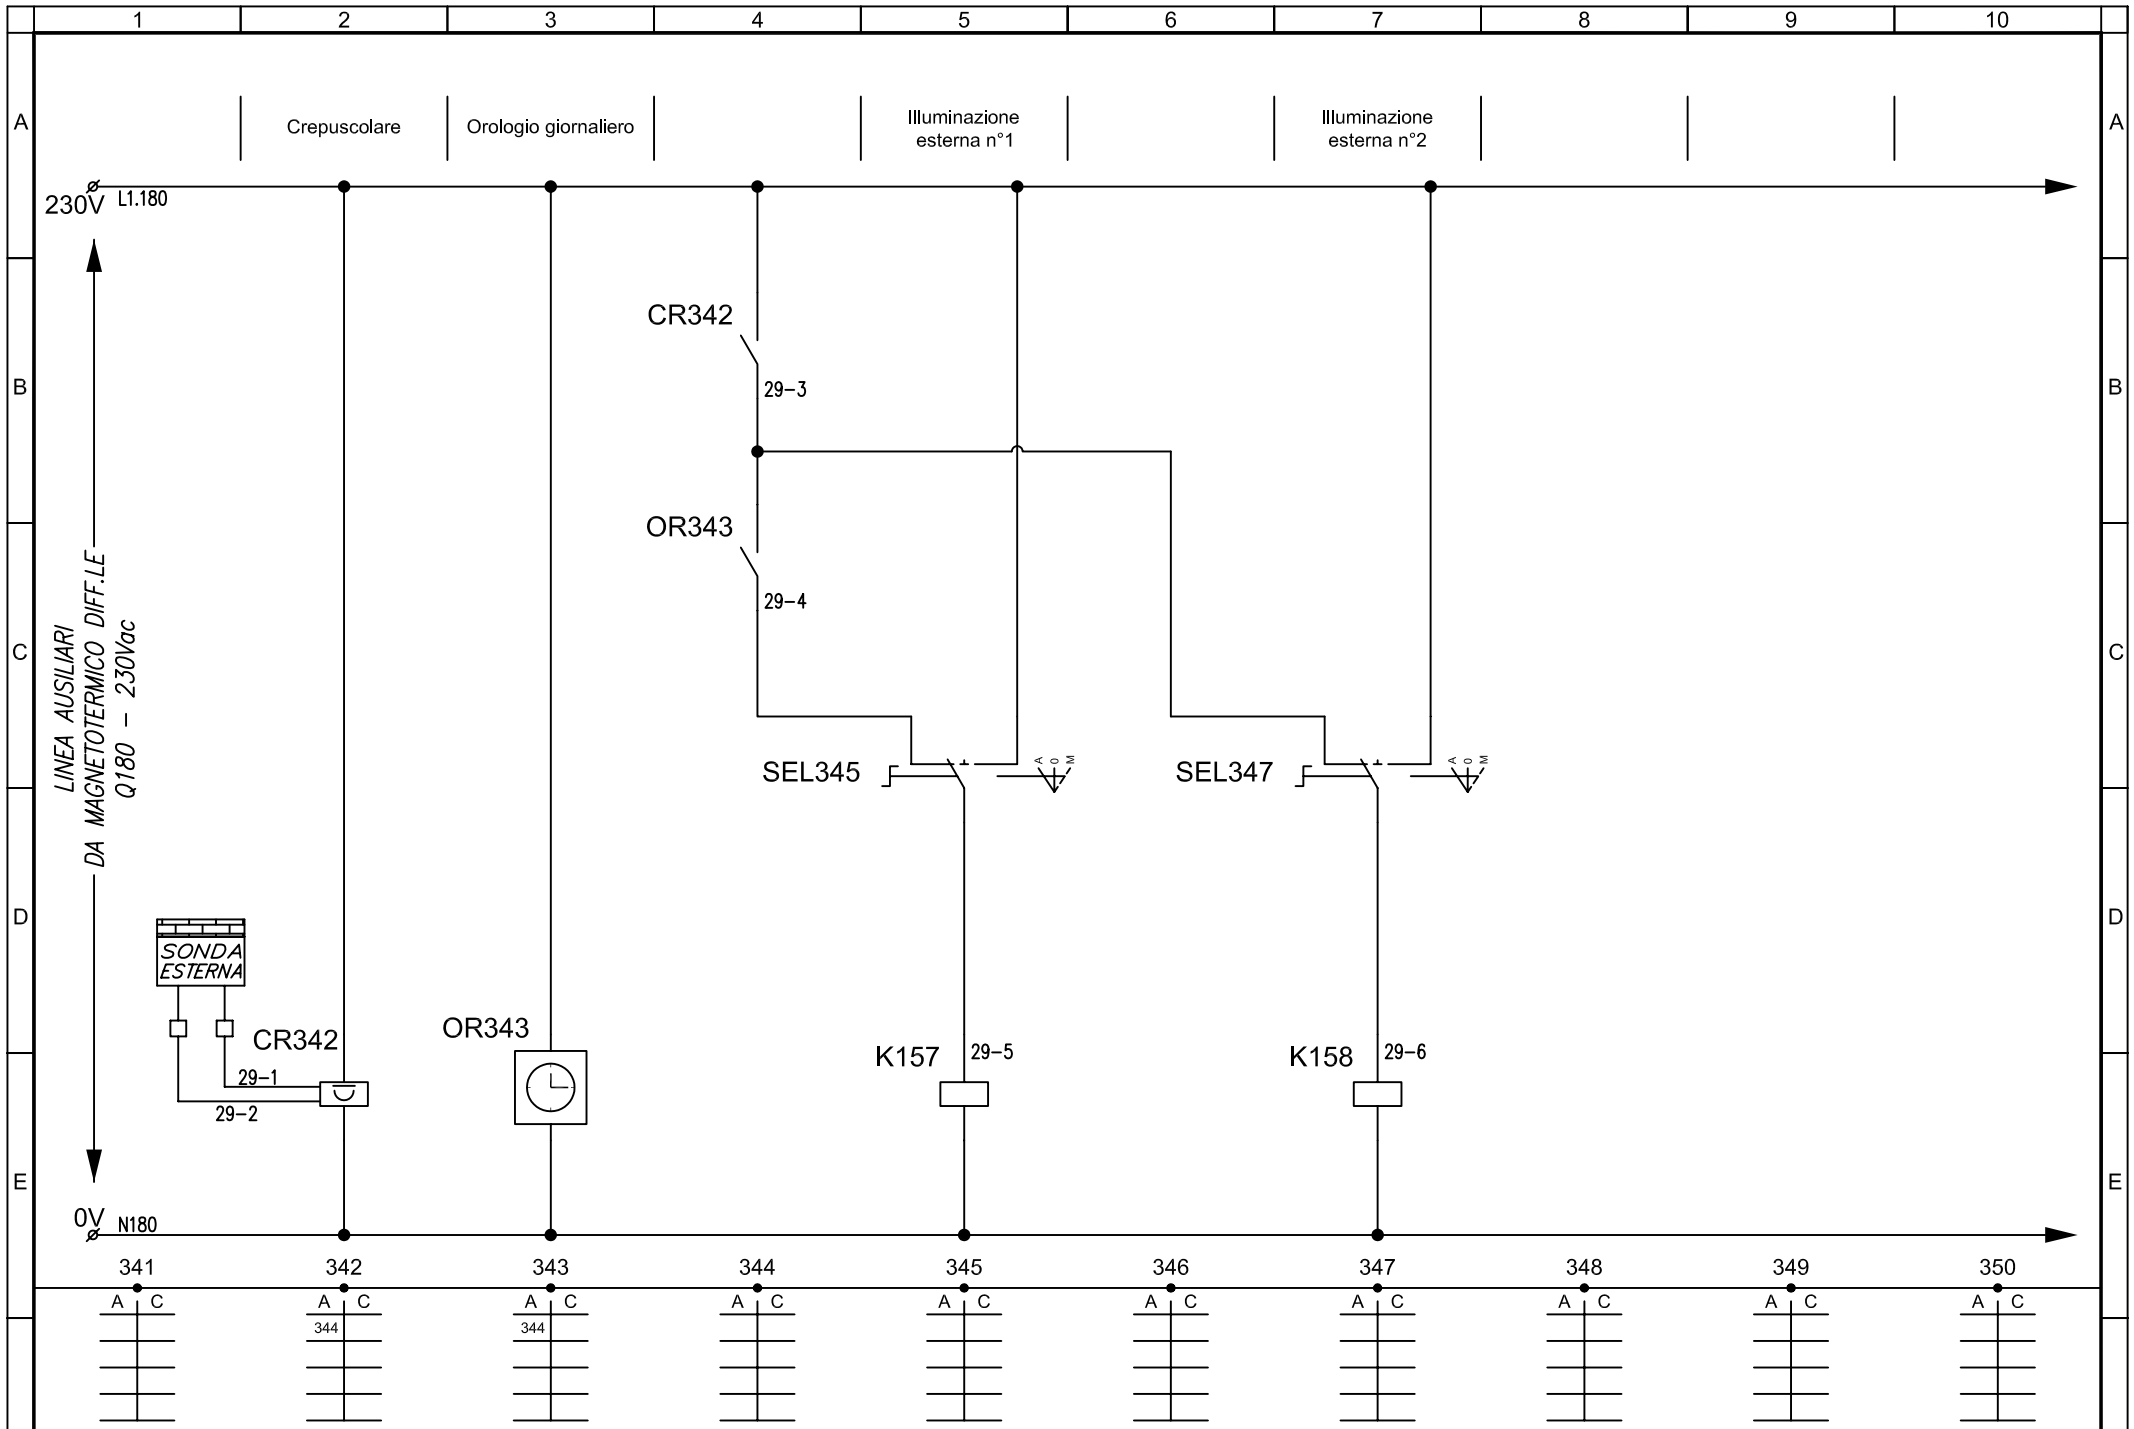 1 2 3 4 5 6 7 8 9 10
A A
Crepuscolare
Orologio giornaliero
Illuminazione
esterna n°1
Illuminazione
esterna n°2
230V L1.180
CR342
B B
29-3
OR343
29-4
C C
LINEA AUSILIARI
DA MAGNETOTERMICO DIFF.LE
Q180 - 230Vac
SEL345
A 0 M
SEL347
A 0 M
D D
SONDA
ESTERNA
CR342
OR343
K157 29-5
K158 29-6
29-1
29-2
E E
0V N180
341 342 343 344 345 346 347 348 349 350
A C A C A C A C A C A C A C A C A C A C
344 344